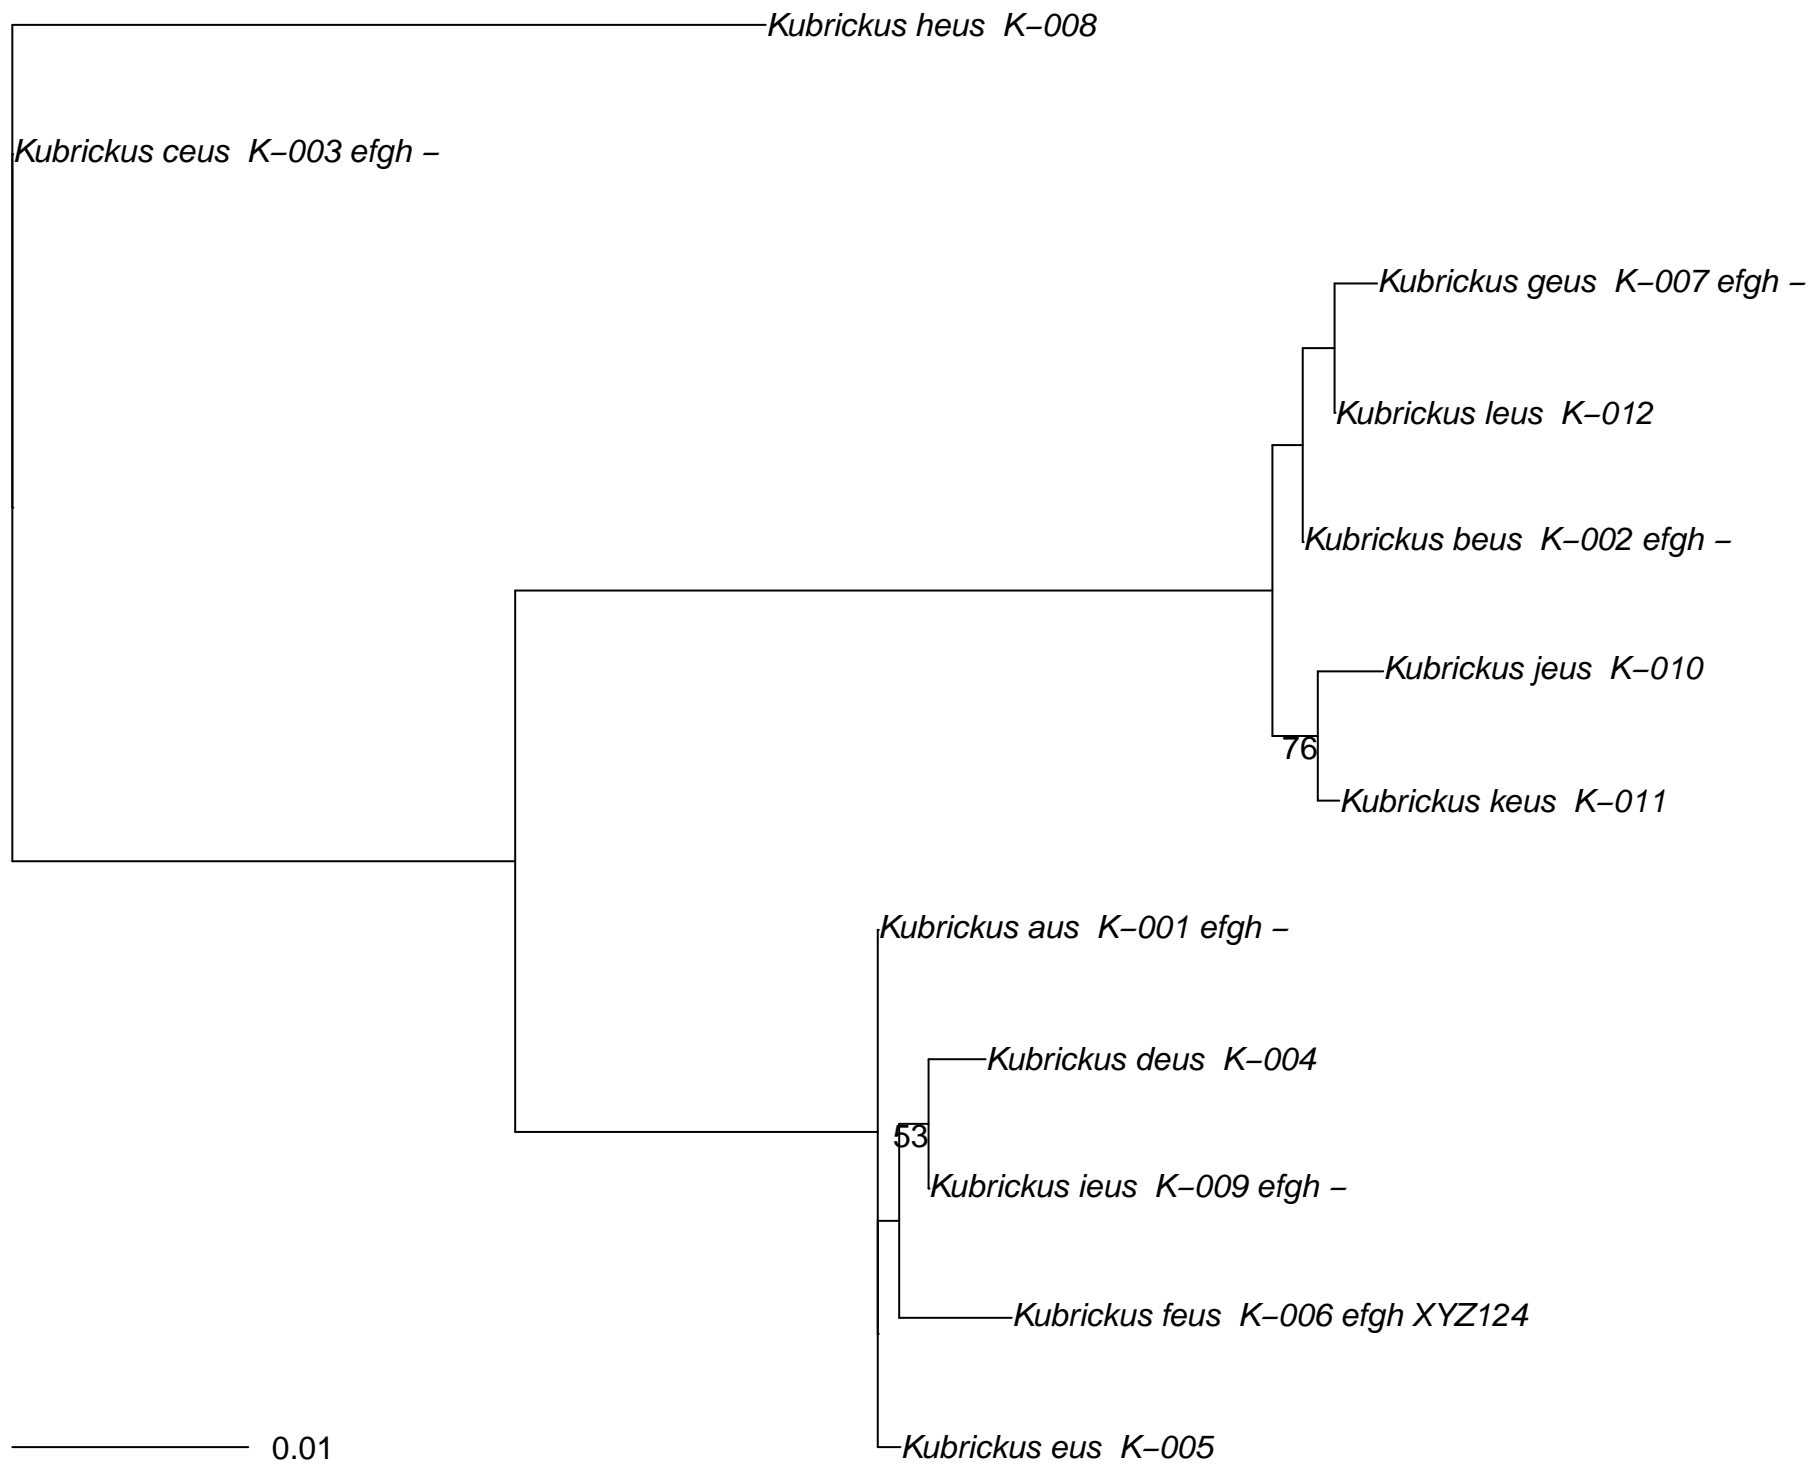 Kubrickus heus  K−008
Kubrickus ceus  K−003 efgh −
Kubrickus geus  K−007 efgh −
Kubrickus leus  K−012
Kubrickus beus  K−002 efgh −
Kubrickus jeus  K−010
76
Kubrickus keus  K−011
Kubrickus aus  K−001 efgh −
Kubrickus deus  K−004
53
Kubrickus ieus  K−009 efgh −
Kubrickus feus  K−006 efgh XYZ124
0.01
Kubrickus eus  K−005